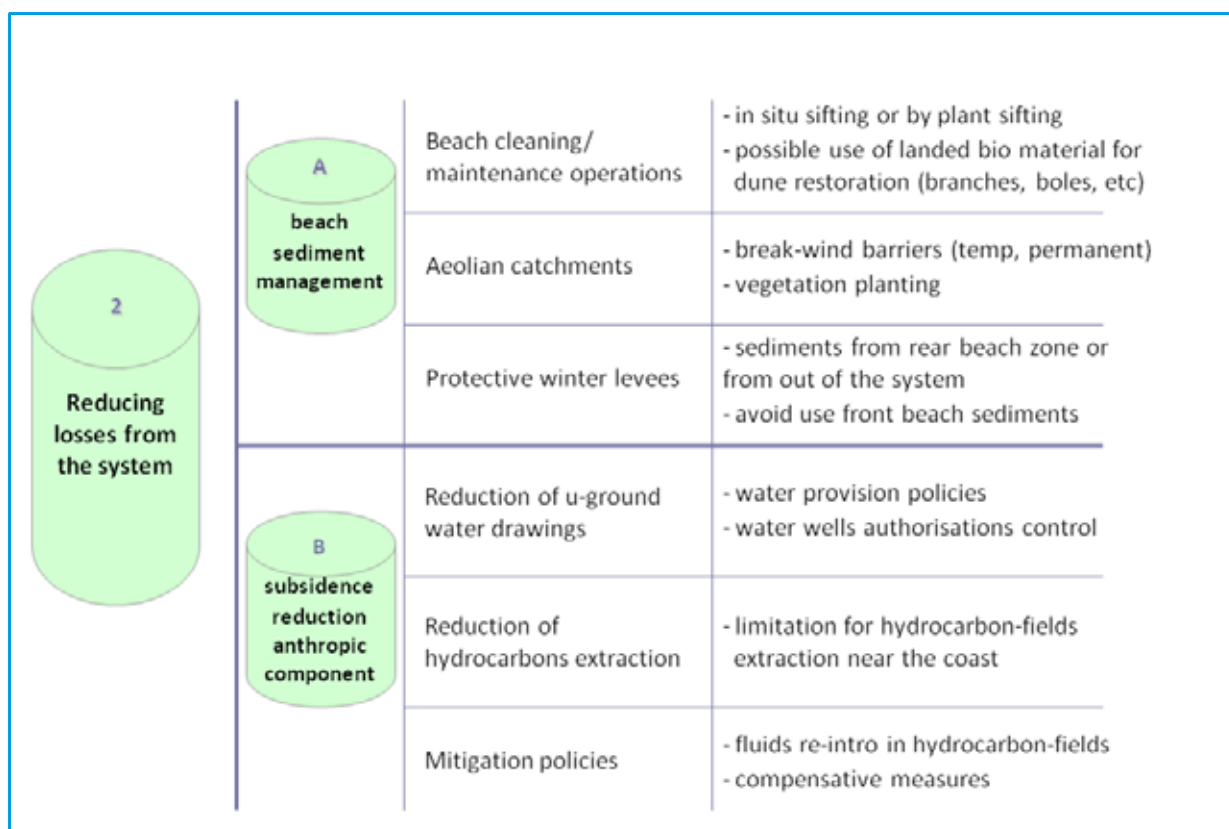 2
Reducing
losses from
the system
A
beach
sediment
management
Beach cleaning/
maintenance operations
- in situ sifting or by plant sifting
- possible use of landed bio material for
dune restoration (branches, boles, etc)
Aeolian catchments
- break-wind barriers (temp, permanent)
- vegetation planting
Protective winter levees
- sediments from rear beach zone or
from out of the system
- avoid use front beach sediments
B
subsidence
reduction
anthropic
component
Reduction of u-ground
water drawings
- water provision policies
- water wells authorisations control
Reduction of
hydrocarbons extraction
- limitation for hydrocarbon-fields
extraction near the coast
Mitigation policies
- fluids re-intro in hydrocarbon-fields
- compensative measures